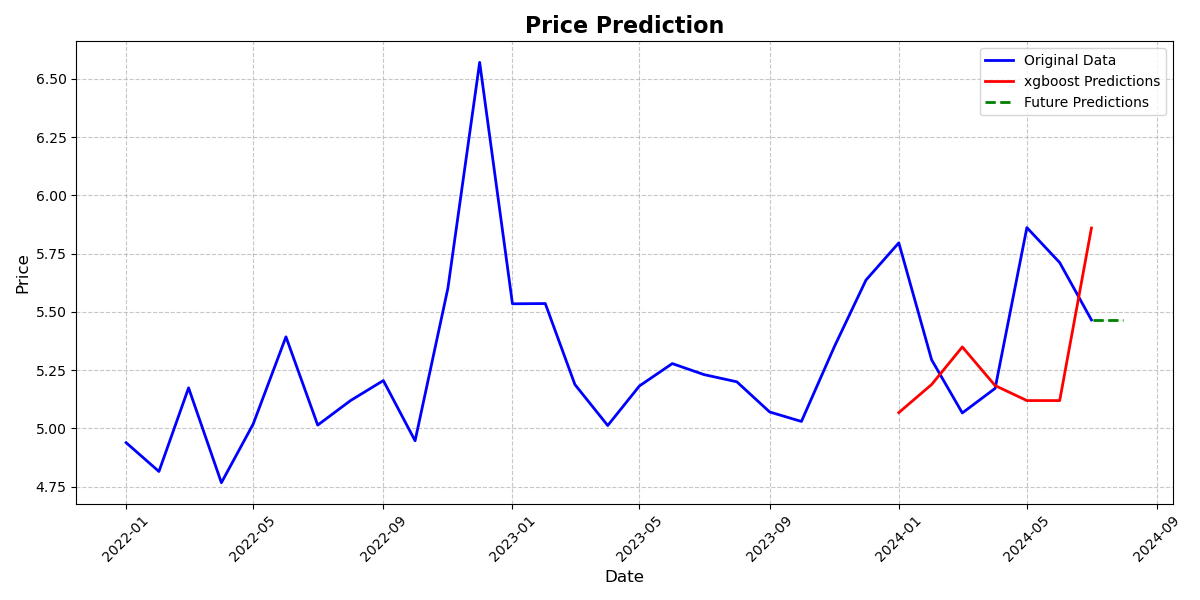 Price Prediction
Original Data
xgboost Predictions
Future Predictions
Price
6.50
6.25
6.00
5.75
5.50
5.25
5.00
4.75
2022-01
2022-05
2022-09
2023-01
2023-05
2023-09
2024-01
2024-05
2024-09
Date